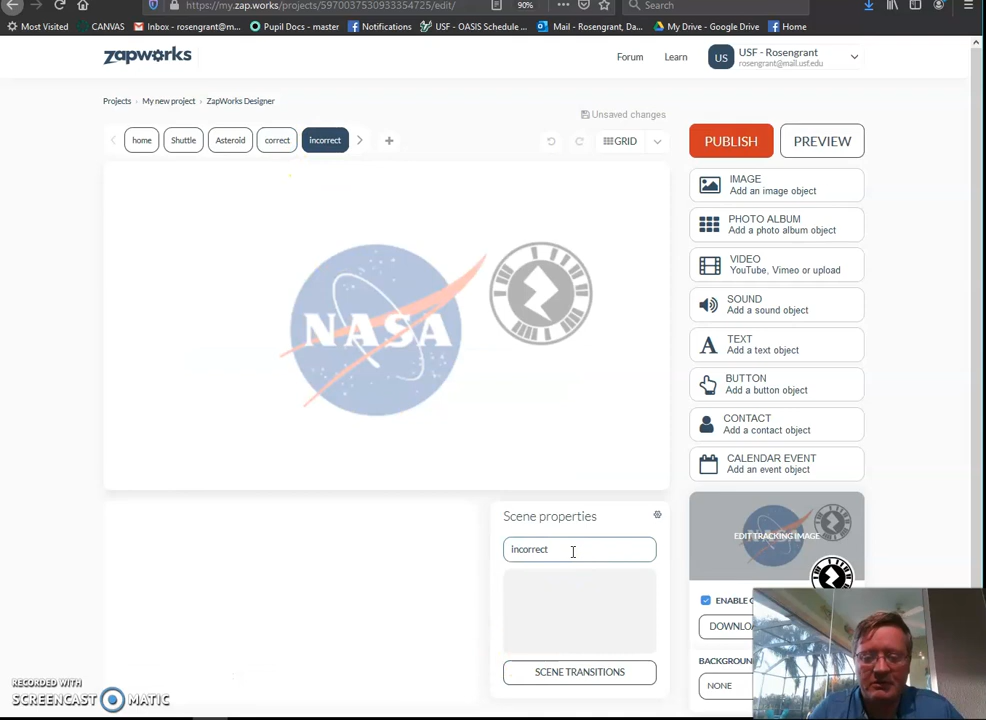 https://my.zap.works/projects/5970037530933354725/edit/
90%
Search
Most Visited
CANVAS
Inbox - rosengrant@m...
Pupil Docs - master
Notifications
USF - OASIS Schedule ...
Mail - Rosengrant, Da...
My Drive - Google Drive
Home
zapworks
Forum
Learn
US
USF - Rosengrant
rosengrant@mail.usf.edu
Projects
My new project
ZapWorks Designer
Unsaved changes
home
Shuttle
Asteroid
correct
incorrect
GRID
PUBLISH
PREVIEW
IMAGE
Add an image object
PHOTO ALBUM
Add a photo album object
VIDEO
YouTube, Vimeo or upload
SOUND
Add a sound object
TEXT
Add a text object
BUTTON
Add a button object
CONTACT
Add a contact object
CALENDAR EVENT
Add an event object
NASA
Scene properties
incorrect
SCENE TRANSITIONS
EDIT TRACKING IMAGE
ENABLE
DOWNLO
BACKGROUN
NONE
RECORDED WITH
SCREENCAST MATIC